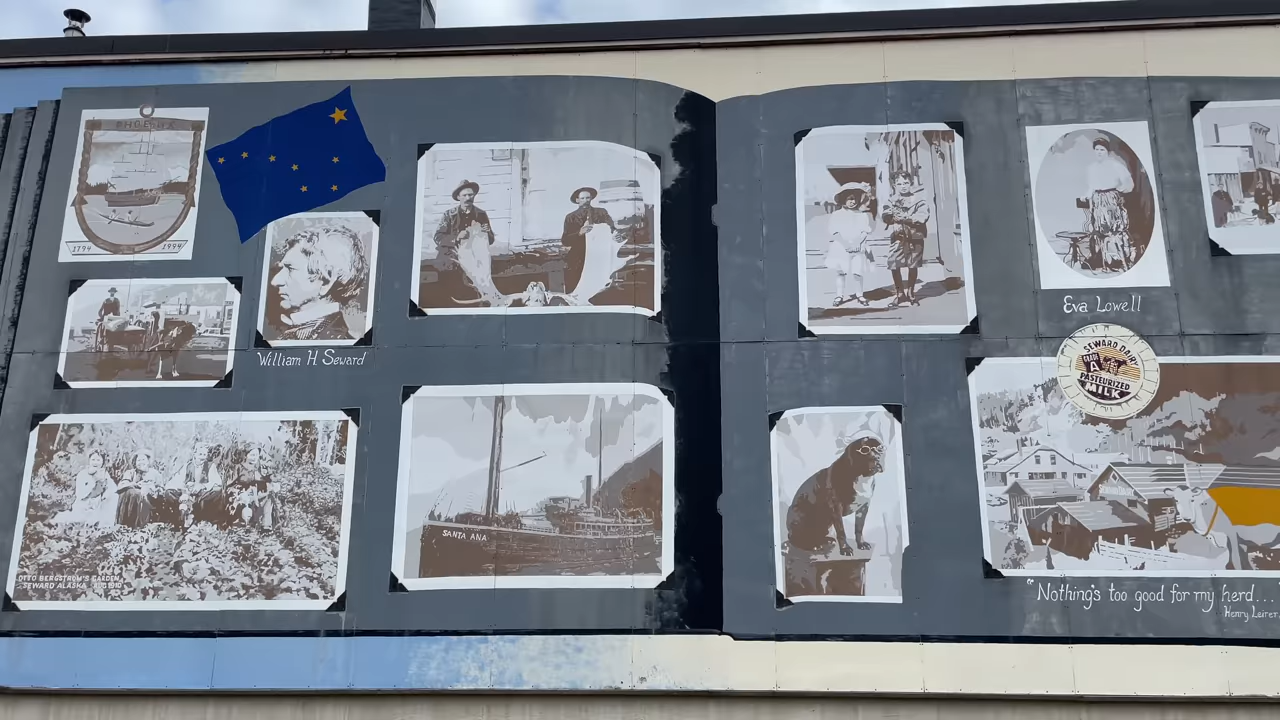 PHOENIX
1794 1994
William H. Seward
OTTO BERGSTROM'S GARDEN
SEWARD ALASKA
SANTA ANA
Eva Lowell
SEWARD DAIRY
GRADE
A
PASTEURIZED
MILK
"Nothing's too good for my herd..."
Henry Leirer